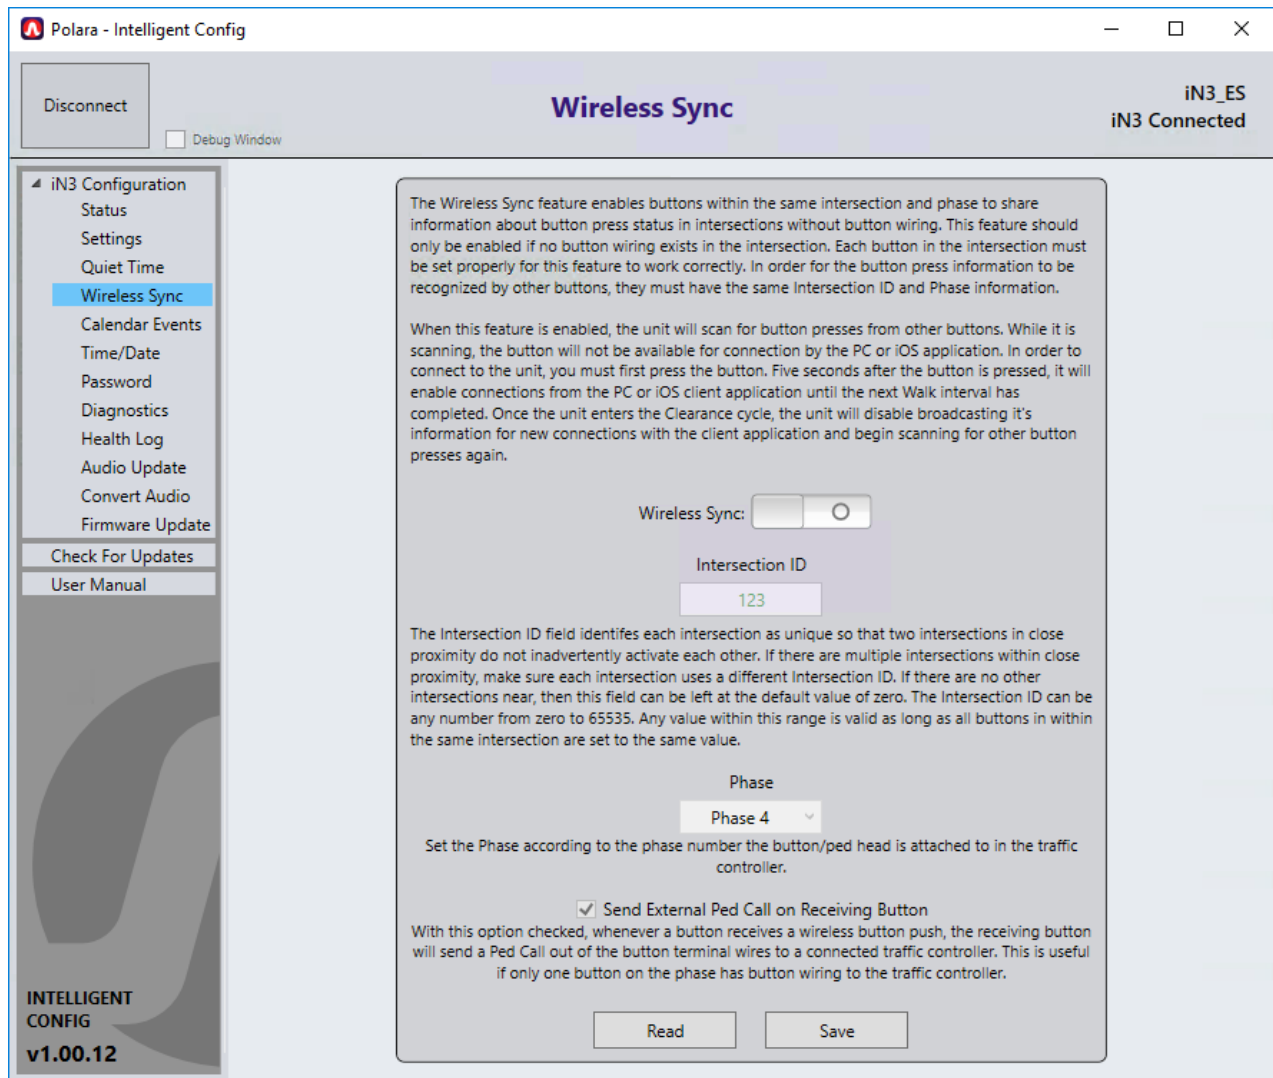 Polara - Intelligent Config
Disconnect
Debug Window
Wireless Sync
iN3_ES
iN3 Connected
iN3 Configuration
Status
Settings
Quiet Time
Wireless Sync
Calendar Events
Time/Date
Password
Diagnostics
Health Log
Audio Update
Convert Audio
Firmware Update
Check For Updates
User Manual
INTELLIGENT
CONFIG
v1.00.12
The Wireless Sync feature enables buttons within the same intersection and phase to share
information about button press status in intersections without button wiring. This feature should
only be enabled if no button wiring exists in the intersection. Each button in the intersection must
be set properly for this feature to work correctly. In order for the button press information to be
recognized by other buttons, they must have the same Intersection ID and Phase information.
When this feature is enabled, the unit will scan for button presses from other buttons. While it is
scanning, the button will not be available for connection by the PC or iOS application. In order to
connect to the unit, you must first press the button. Five seconds after the button is pressed, it will
enable connections from the PC or iOS client application until the next Walk interval has
completed. Once the unit enters the Clearance cycle, the unit will disable broadcasting it's
information for new connections with the client application and begin scanning for other button
presses again.
Wireless Sync:
Intersection ID
123
The Intersection ID field identifes each intersection as unique so that two intersections in close
proximity do not inadvertently activate each other. If there are multiple intersections within close
proximity, make sure each intersection uses a different Intersection ID. If there are no other
intersections near, then this field can be left at the default value of zero. The Intersection ID can be
any number from zero to 65535. Any value within this range is valid as long as all buttons in within
the same intersection are set to the same value.
Phase
Phase 4
Set the Phase according to the phase number the button/ped head is attached to in the traffic
controller.
Send External Ped Call on Receiving Button
With this option checked, whenever a button receives a wireless button push, the receiving button
will send a Ped Call out of the button terminal wires to a connected traffic controller. This is useful
if only one button on the phase has button wiring to the traffic controller.
Read
Save